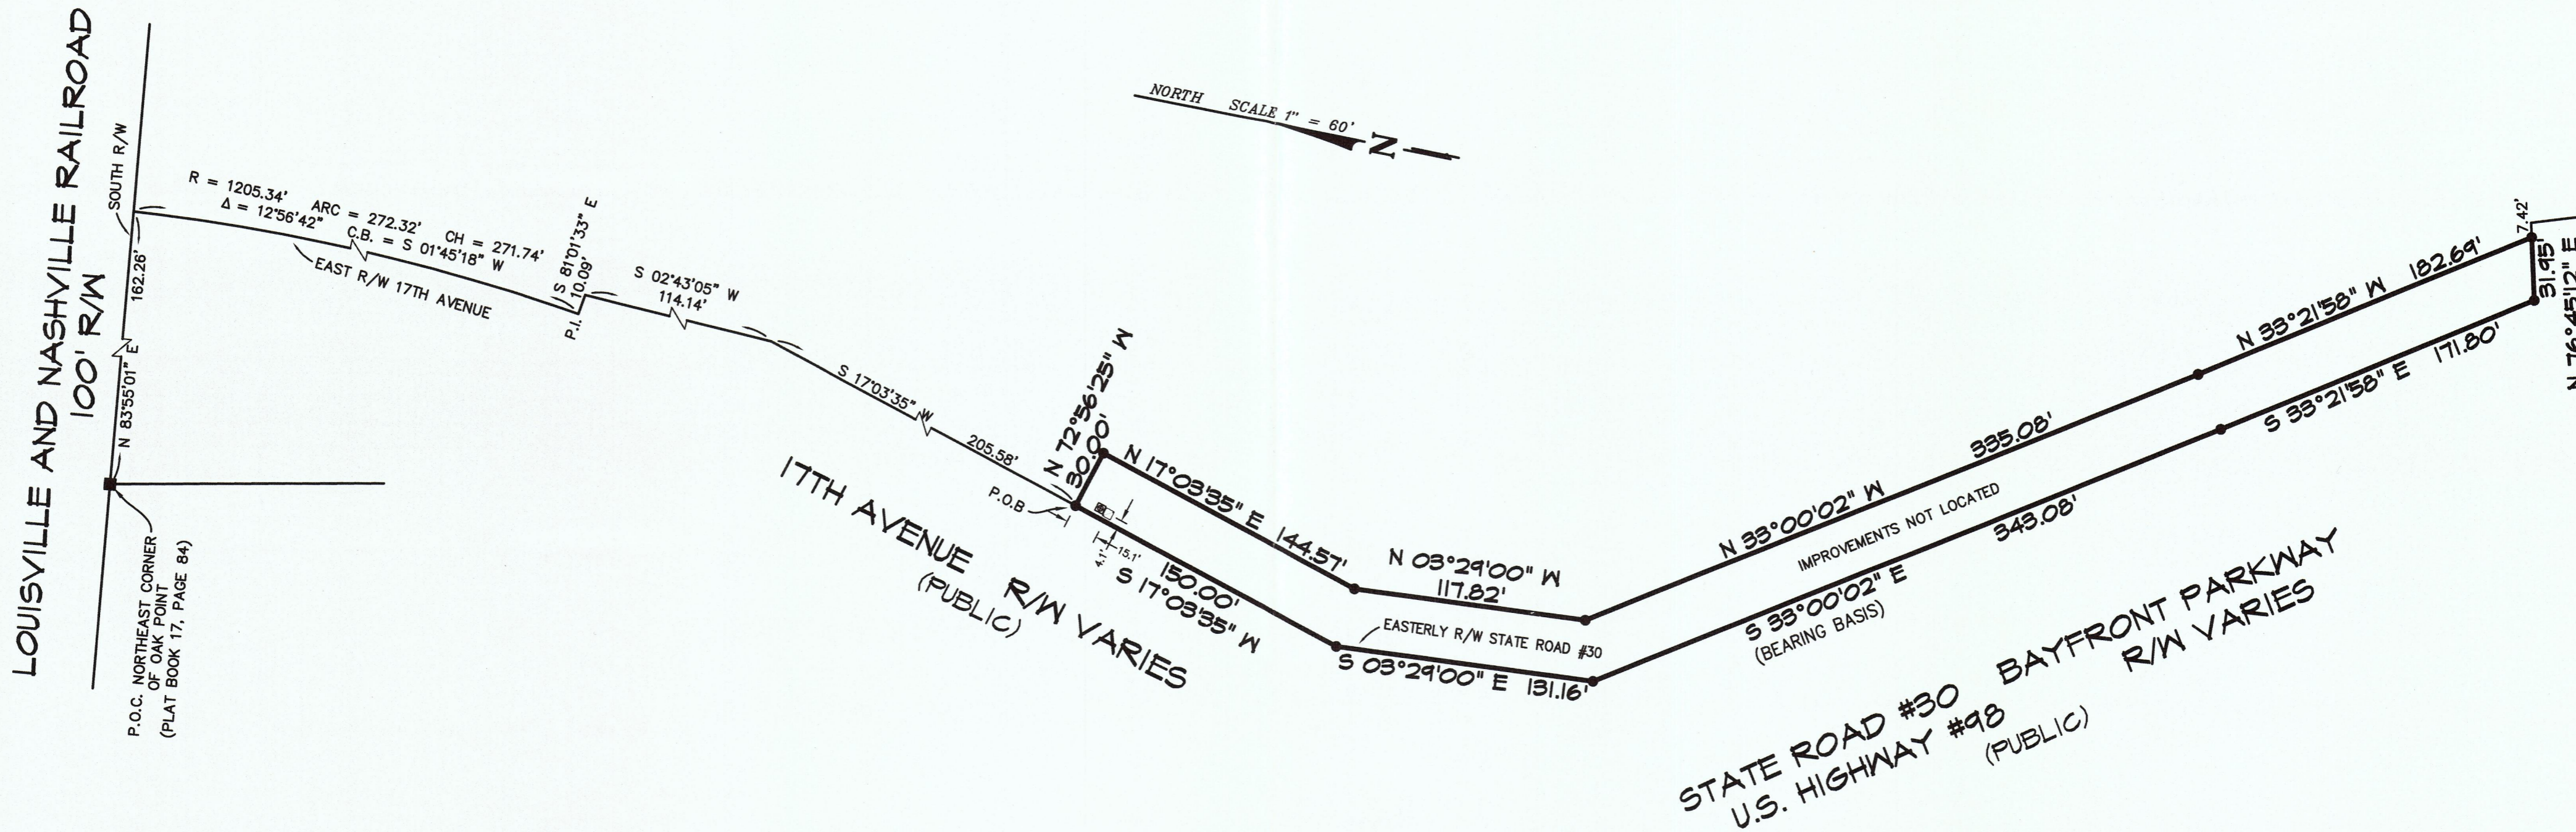 LOUISVILLE AND NASHVILLE RAILROAD
100' R/W
SOUTH R/W
162.26'
N 83°55'01" E
P.O.C. NORTHEAST CORNER
OF OAK POINT
(PLAT BOOK 17, PAGE 84)
R = 1205.34' ARC = 272.32' CH = 271.74'
Δ = 12°56'42" C.B. = S 01°45'18" W
EAST R/W 17TH AVENUE
S 81°01'33" E
10.09'
P.I.
S 02°43'05" W
114.14'
S 17°03'35" W
205.58'
P.O.B
NORTH SCALE 1" = 60'
N
N 72°56'25" W
30.00'
N 17°03'35" E 144.57'
4.1'
15.1'
150.00'
S 17°03'35" W
17TH AVENUE R/W VARIES
(PUBLIC)
N 03°29'00" W
117.82'
EASTERLY R/W STATE ROAD #30
S 03°29'00" E 131.16'
N 33°00'02" W
335.08'
IMPROVEMENTS NOT LOCATED
S 33°00'02" E
343.08'
(BEARING BASIS)
N 33°21'58" W 182.69'
S 33°21'58" E 171.80'
7.42'
31.95'
N 76°45'12" E
STATE ROAD #30 BAYFRONT PARKWAY
U.S. HIGHWAY #98 R/W VARIES
(PUBLIC)